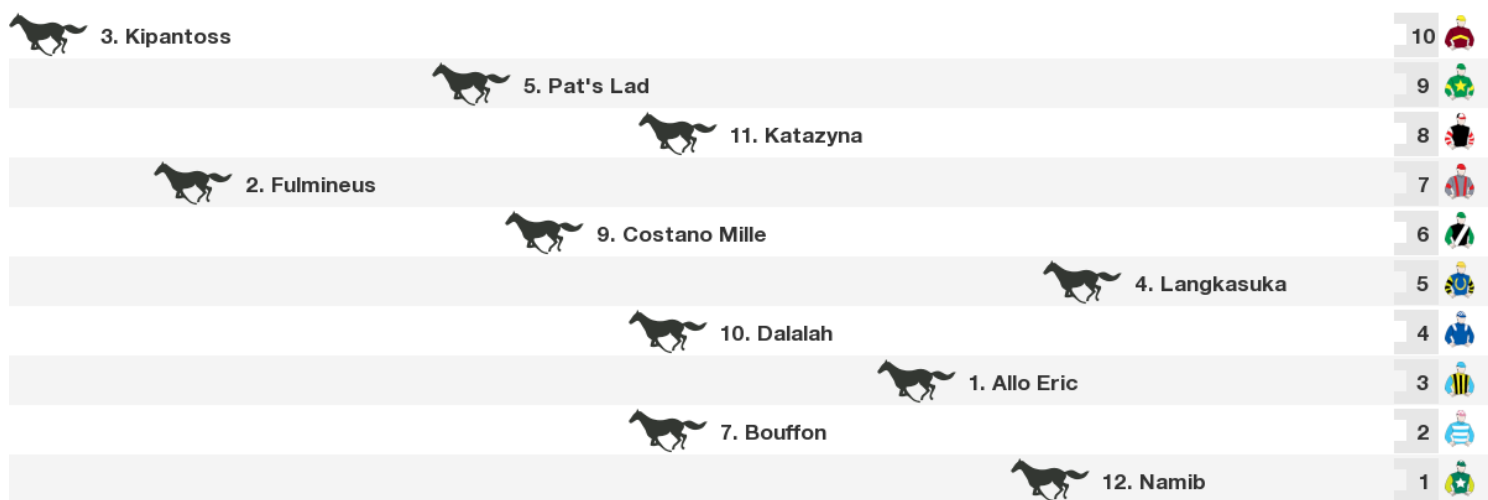 3. Kipantoss 10
5. Pat's Lad 9
11. Katazyna 8
2. Fulmineus 7
9. Costano Mille 6
4. Langkasuka 5
10. Dalalah 4
1. Allo Eric 3
7. Bouffon 2
12. Namib 1